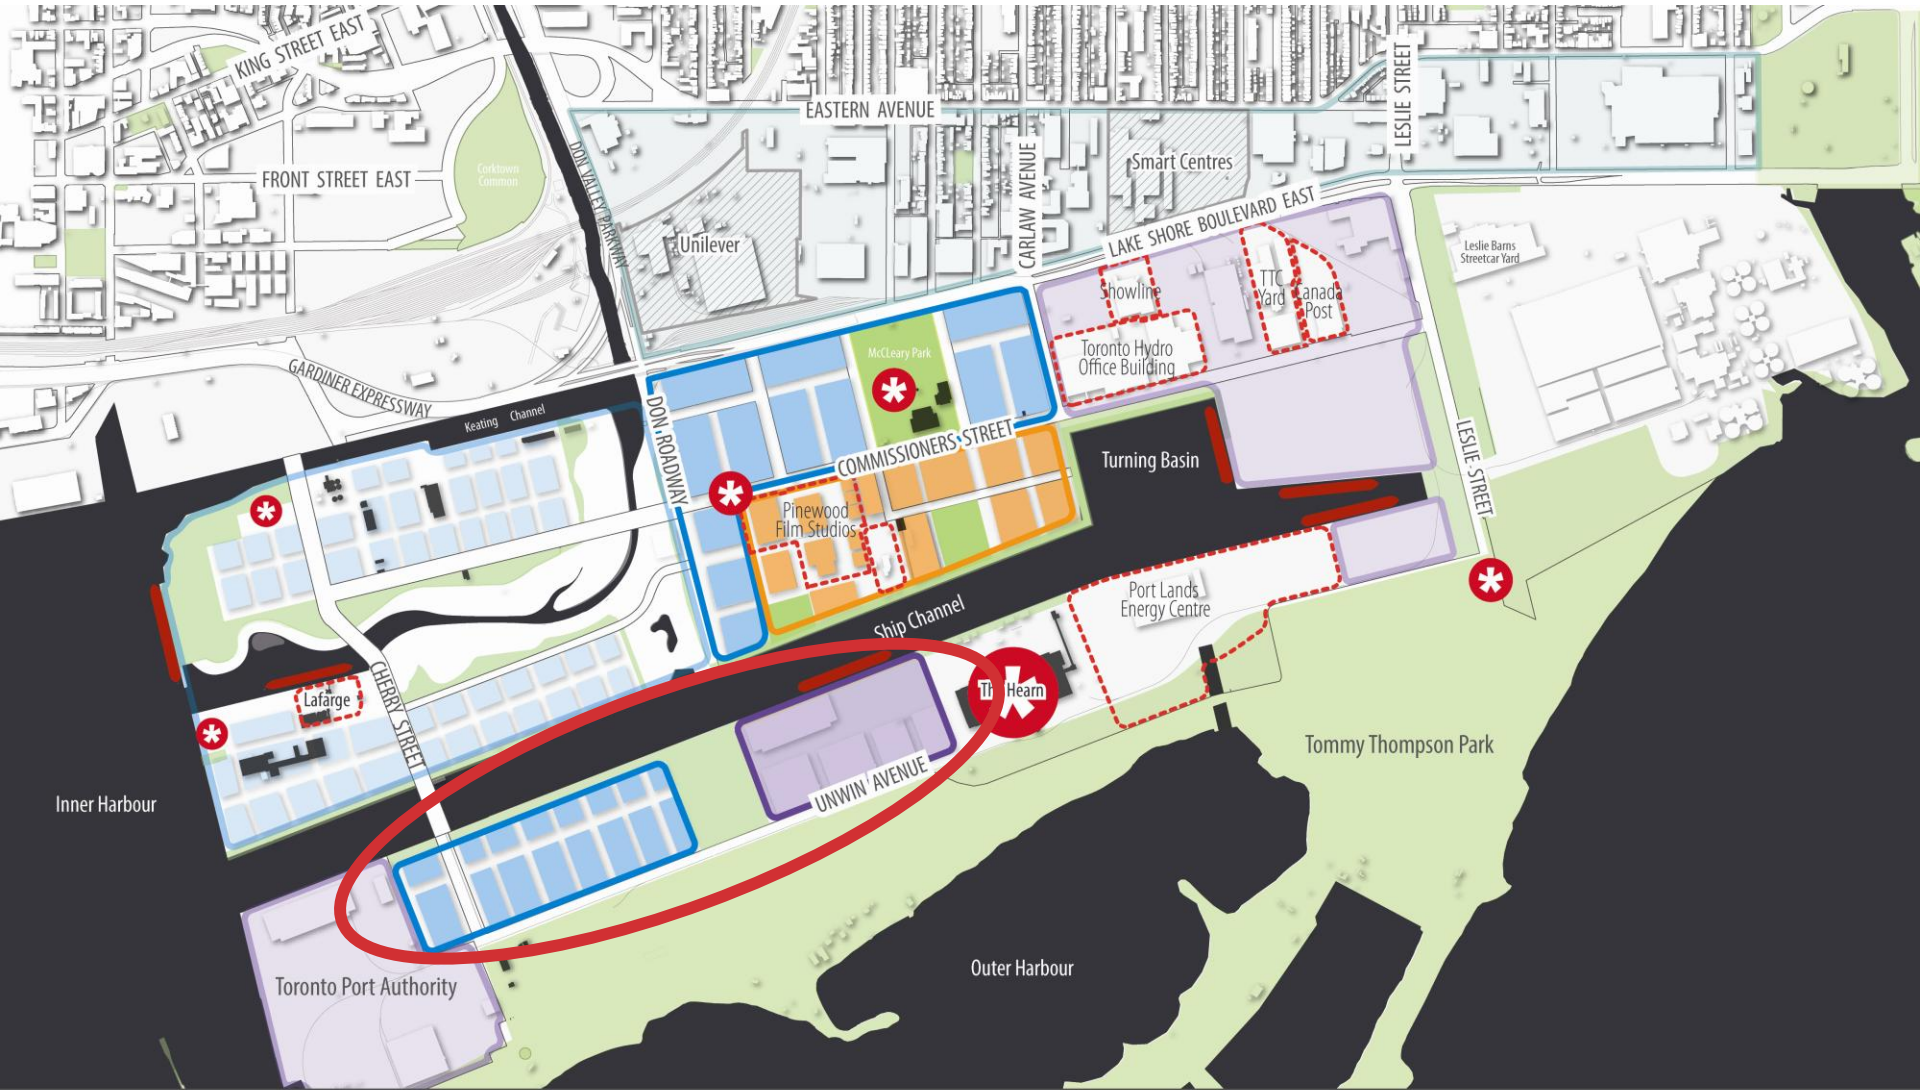 KING STREET EAST
EASTERN AVENUE
LESLIE STREET
FRONT STREET EAST
Corktown
Common
DON VALLEY PARKWAY
Unilever
CARLAW AVENUE
Smart Centres
LAKE SHORE BOULEVARD EAST
Leslie Barns
Streetcar Yard
Showline
TTC
Yard
Canada
Post
Toronto Hydro
Office Building
McCLeary Park
GARDINER EXPRESSWAY
Keating Channel
DON ROADWAY
COMMISSIONERS STREET
Turning Basin
LESLIE STREET
Pinewood
Film Studios
Ship Channel
Port Lands
Energy Centre
CHERRY STREET
Lafarge
The Hearn
Tommy Thompson Park
Inner Harbour
UNWIN AVENUE
Outer Harbour
Toronto Port Authority